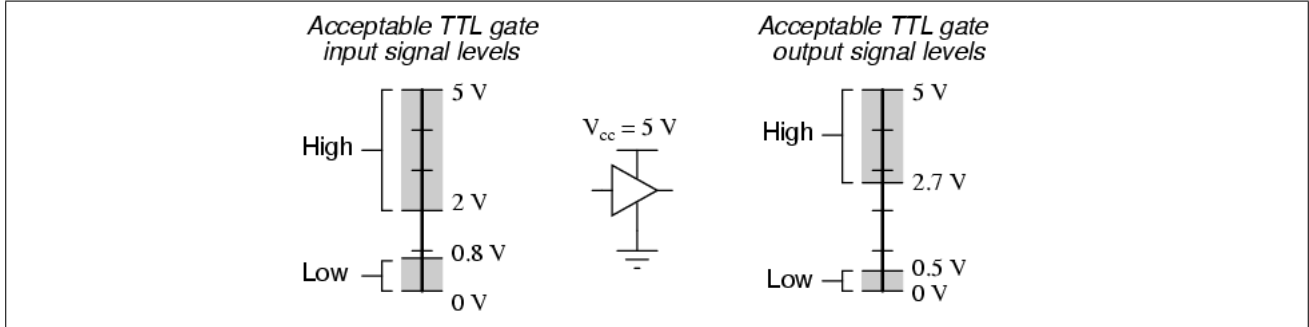 Acceptable TTL gate
input signal levels
5 V
High
2 V
0.8 V
Low
0 V
Vcc = 5 V
Acceptable TTL gate
output signal levels
5 V
High
2.7 V
0.5 V
Low
0 V